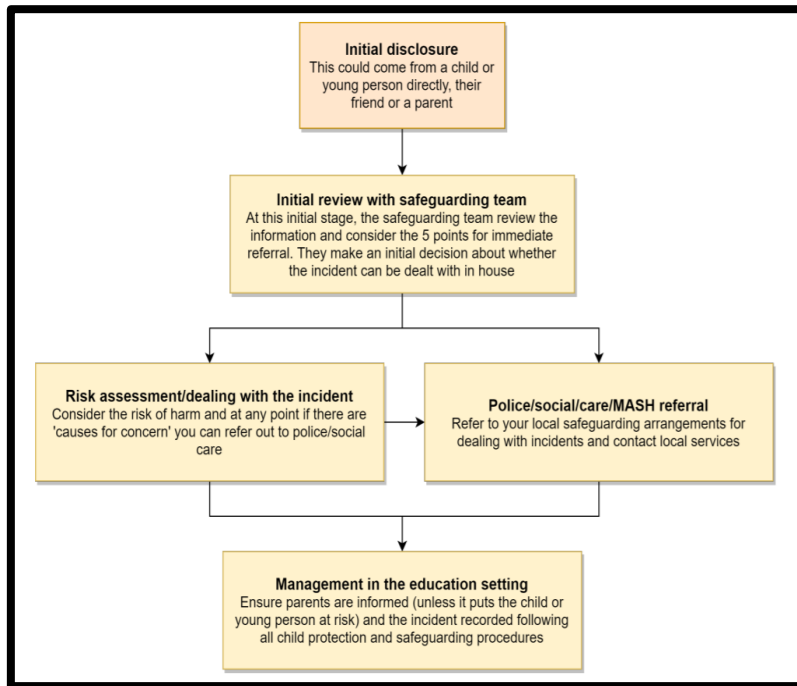 Initial disclosure
This could come from a child or
young person directly, their
friend or a parent
Initial review with safeguarding team
At this initial stage, the safeguarding team review the
information and consider the 5 points for immediate
referral. They make an initial decision about whether
the incident can be dealt with in house
Risk assessment/dealing with the incident
Consider the risk of harm and at any point if there are
'causes for concern' you can refer out to police/social
care
Police/social/care/MASH referral
Refer to your local safeguarding arrangements for
dealing with incidents and contact local services
Management in the education setting
Ensure parents are informed (unless it puts the child or
young person at risk) and the incident recorded following
all child protection and safeguarding procedures